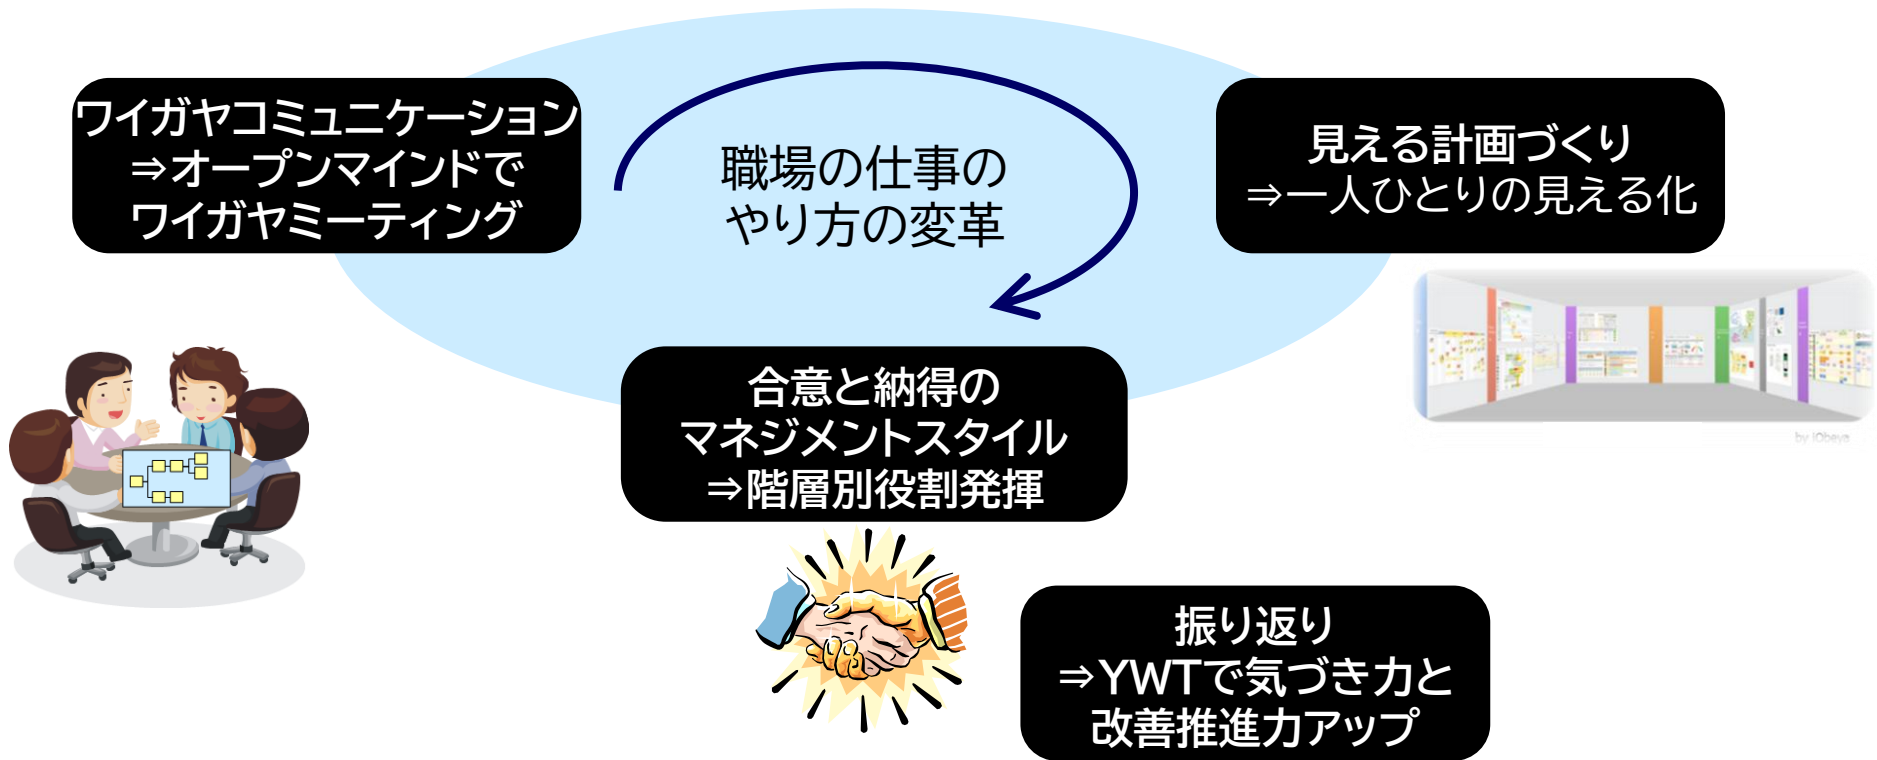 ワイガヤコミュニケーション
⇒オープンマインドで
ワイガヤミーティング
職場の仕事の
やり方の変革
見える計画づくり
⇒一人ひとりの見える化
合意と納得の
マネジメントスタイル
⇒階層別役割発揮
by iObeya
振り返り
⇒YWTで気づき力と
改善推進力アップ